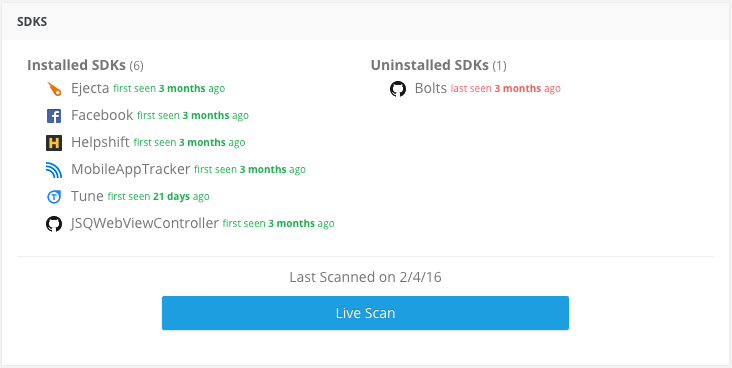 SDKS
Installed SDKs (6)
Ejecta first seen 3 months ago
Facebook first seen 3 months ago
Helpshift first seen 3 months ago
MobileAppTracker first seen 3 months ago
Tune first seen 21 days ago
JSQWebViewController first seen 3 months ago
Uninstalled SDKs (1)
Bolts last seen 3 months ago
Last Scanned on 2/4/16
Live Scan